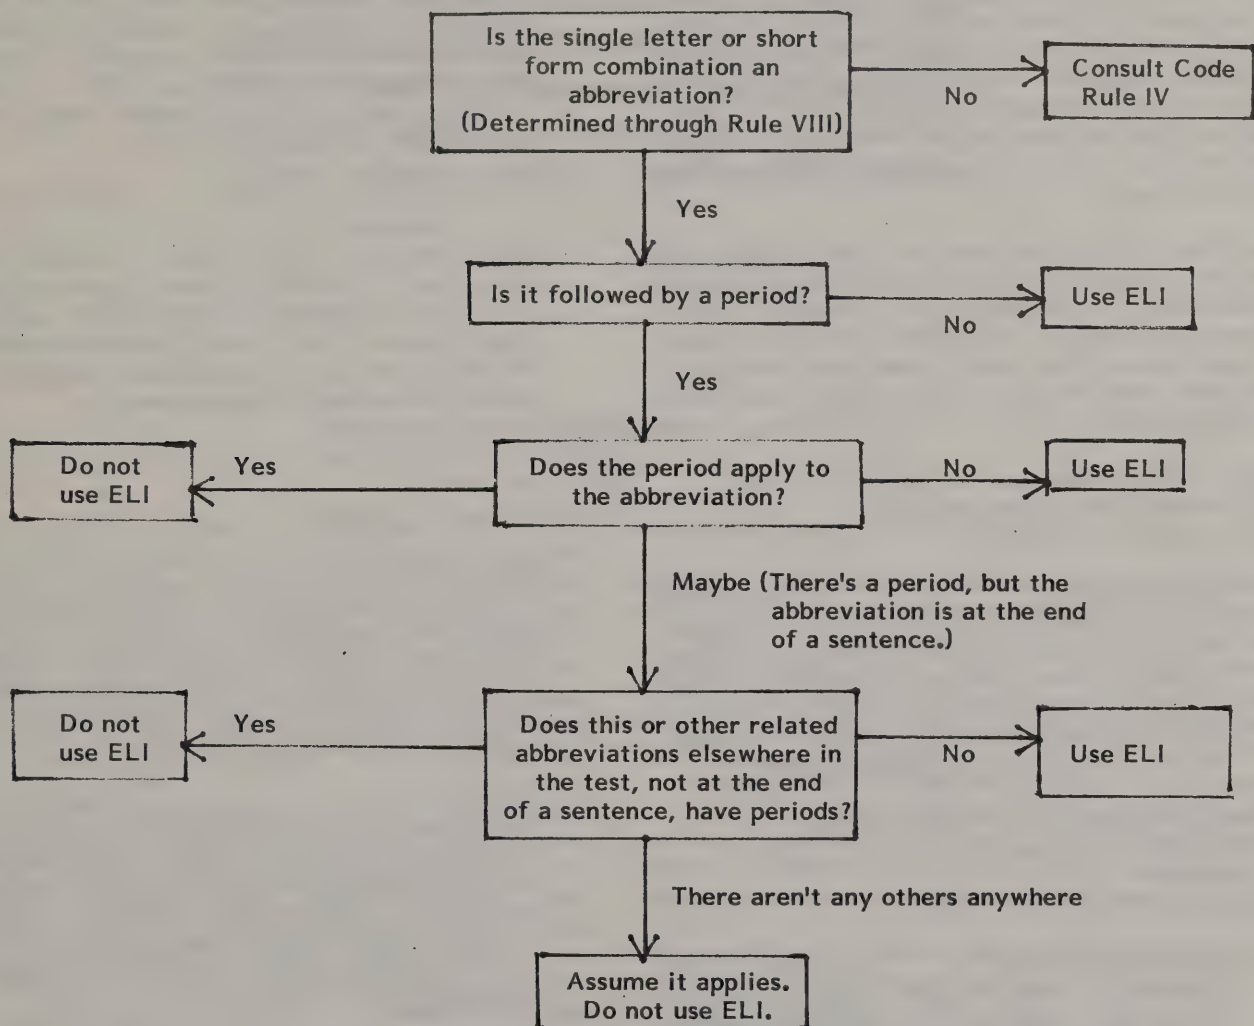 Is the single letter or short
form combination an
abbreviation?
(Determined through Rule VIII)
No
Consult Code
Rule IV
Yes
Is it followed by a period?
No
Use ELI
Yes
Do not
use ELI
Yes
Does the period apply to
the abbreviation?
No
Use ELI
Maybe (There's a period, but the
abbreviation is at the end
of a sentence.)
Do not
use ELI
Yes
Does this or other related
abbreviations elsewhere in
the test, not at the end
of a sentence, have periods?
No
Use ELI
There aren't any others anywhere
Assume it applies.
Do not use ELI.